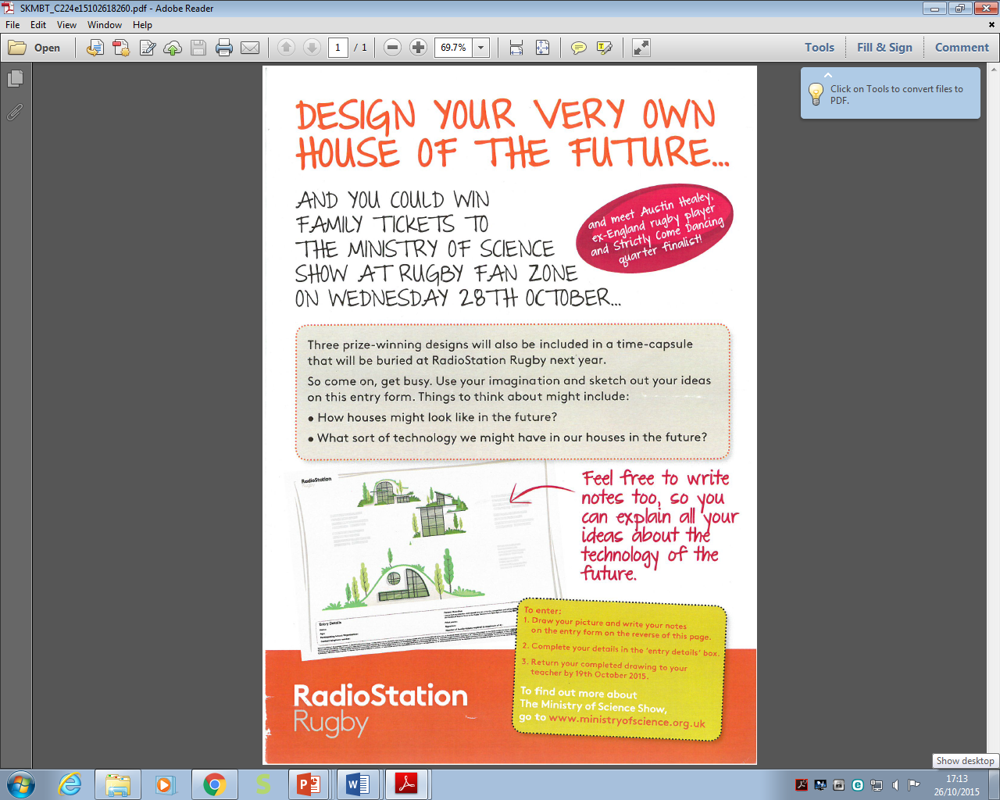 SKMBT_C224e15102618260.pdf - Adobe Reader
File Edit View Window Help
Open
1 / 1
69.7%
Tools Fill & Sign Comment
Click on Tools to convert files to
PDF.
DESIGN YOUR VERY OWN
HOUSE OF THE FUTURE...
AND YOU COULD WIN
FAMILY TICKETS TO
THE MINISTRY OF SCIENCE
SHOW AT RUGBY FAN ZONE
ON WEDNESDAY 28TH OCTOBER...
and meet Austin Healey,
ex-England rugby player
and Strictly Come Dancing
quarter finalist!
Three prize-winning designs will also be included in a time-capsule
that will be buried at RadioStation Rugby next year.
So come on, get busy. Use your imagination and sketch out your ideas
on this entry form. Things to think about might include:
• How houses might look like in the future?
• What sort of technology we might have in our houses in the future?
RadioStation
Rugby
Feel free to write
notes too, so you
can explain all your
ideas about the
technology of the
future.
Entry Details
To enter:
1. Draw your picture and write your notes
on the entry form on the reverse of this page.
2. Complete your details in the 'entry details' box.
3. Return your completed drawing to your
teacher by 19th October 2015.
To find out more about
The Ministry of Science Show,
go to www.ministryofscience.org.uk
RadioStation
Rugby
Show desktop
17:13
26/10/2015